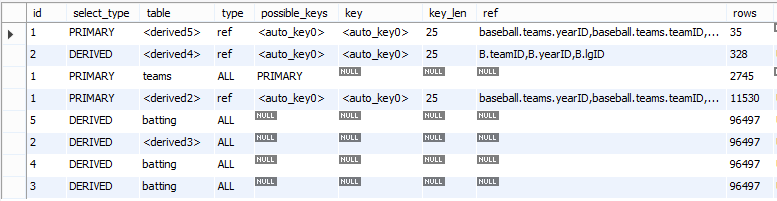 id select_type table type possible_keys key key_len ref rows
1 PRIMARY <derived5> ref <auto_key0> <auto_key0> 25 baseball.teams.yearID,baseball.teams.teamID,... 35
2 DERIVED <derived4> ref <auto_key0> <auto_key0> 25 B.teamID,B.yearID,B.lgID 328
1 PRIMARY teams ALL PRIMARY NULL NULL NULL 2745
1 PRIMARY <derived2> ref <auto_key0> <auto_key0> 25 baseball.teams.yearID,baseball.teams.teamID,... 11530
5 DERIVED batting ALL NULL NULL NULL NULL 96497
2 DERIVED <derived3> ALL NULL NULL NULL NULL 96497
4 DERIVED batting ALL NULL NULL NULL NULL 96497
3 DERIVED batting ALL NULL NULL NULL NULL 96497